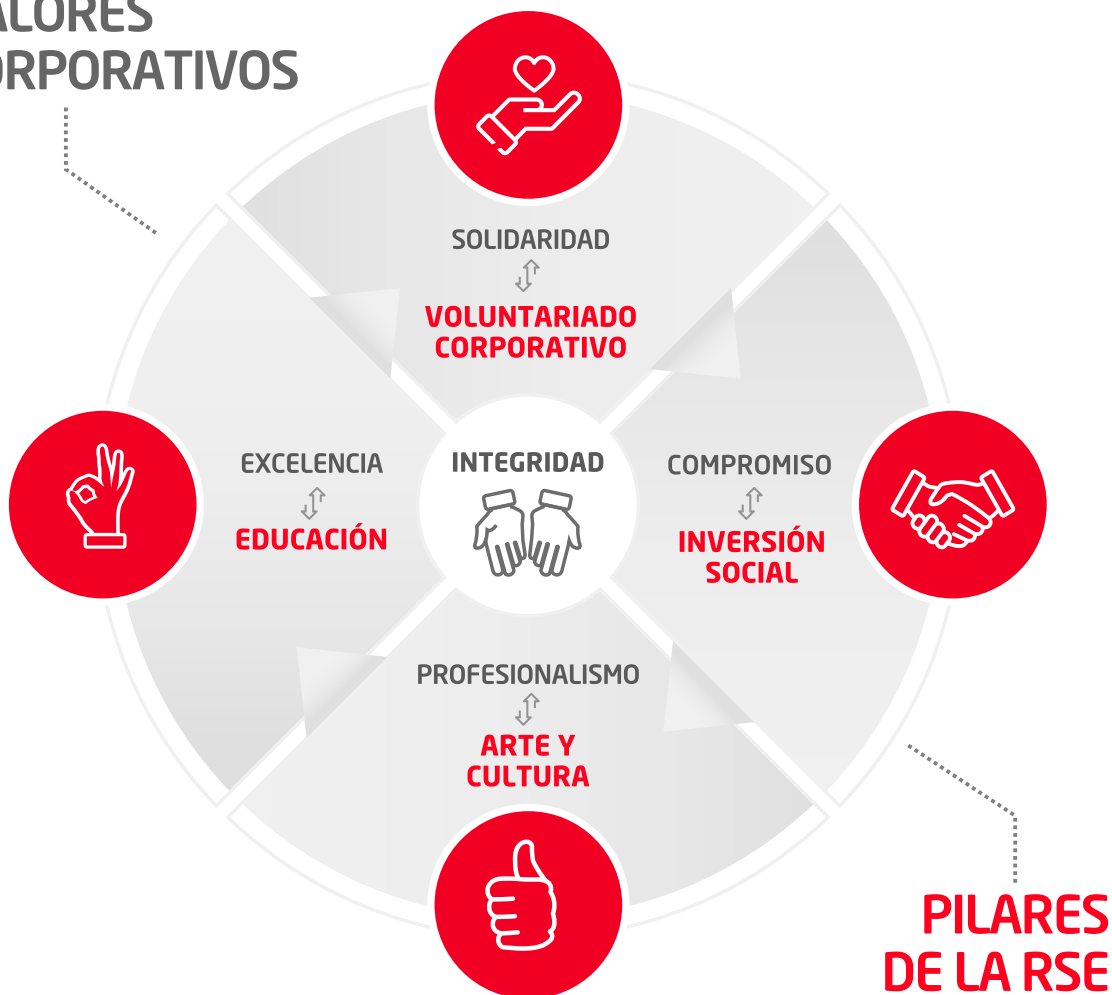 ALORES
ORPORATIVOS
SOLIDARIDAD
VOLUNTARIADO
CORPORATIVO
EXCELENCIA
EDUCACIÓN
INTEGRIDAD
COMPROMISO
INVERSIÓN
SOCIAL
PROFESIONALISMO
ARTE Y
CULTURA
PILARES
DE LA RSE